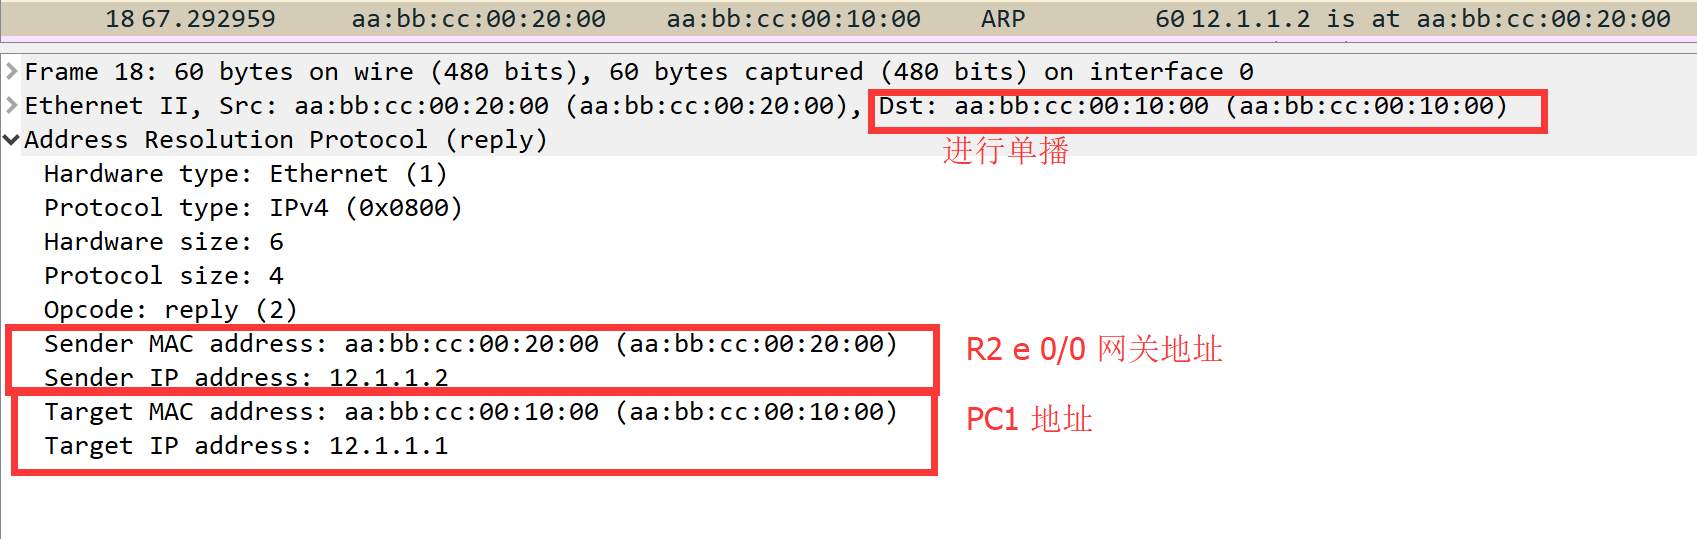 18 67.292959 aa:bb:cc:00:20:00 aa:bb:cc:00:10:00 ARP 60 12.1.1.2 is at aa:bb:cc:00:20:00
Frame 18: 60 bytes on wire (480 bits), 60 bytes captured (480 bits) on interface 0
Ethernet II, Src: aa:bb:cc:00:20:00 (aa:bb:cc:00:20:00), Dst: aa:bb:cc:00:10:00 (aa:bb:cc:00:10:00)
Address Resolution Protocol (reply)
进行单播
Hardware type: Ethernet (1)
Protocol type: IPv4 (0x0800)
Hardware size: 6
Protocol size: 4
Opcode: reply (2)
Sender MAC address: aa:bb:cc:00:20:00 (aa:bb:cc:00:20:00)
R2 e 0/0 网关地址
Sender IP address: 12.1.1.2
Target MAC address: aa:bb:cc:00:10:00 (aa:bb:cc:00:10:00)
PC1 地址
Target IP address: 12.1.1.1